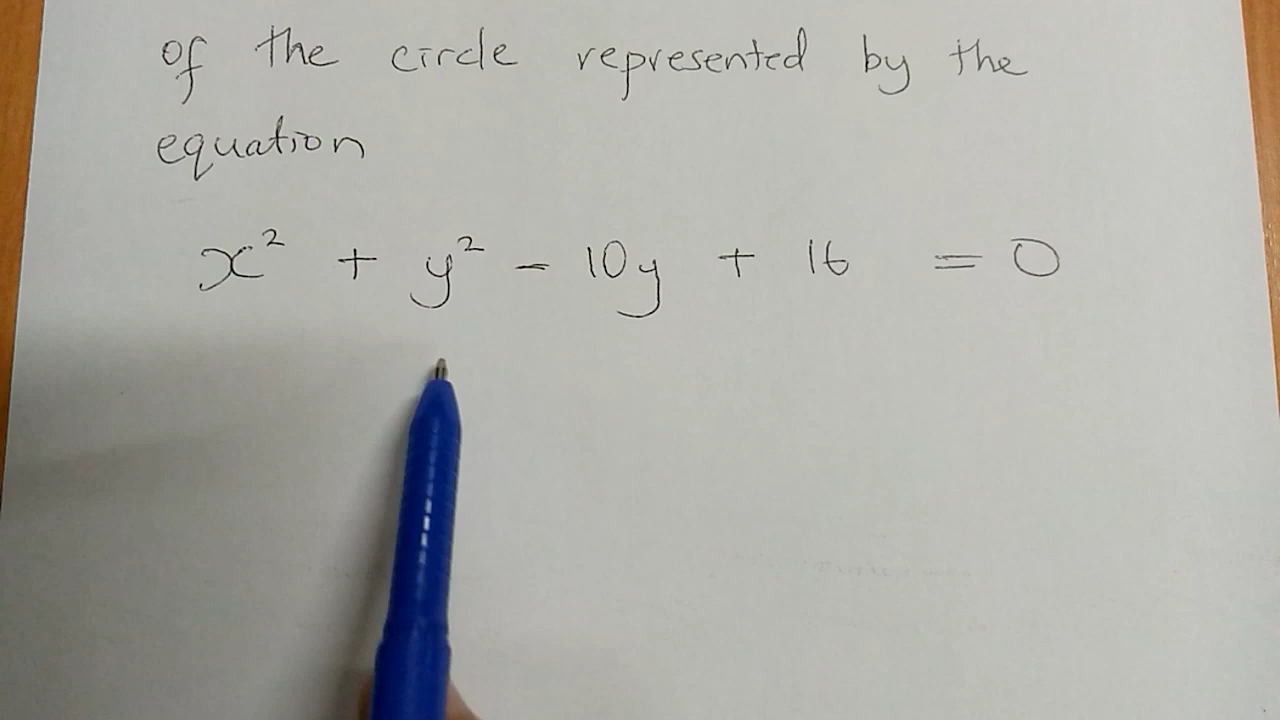 of the circle represented by the
equation
x² + y² - 10y + 16 = 0